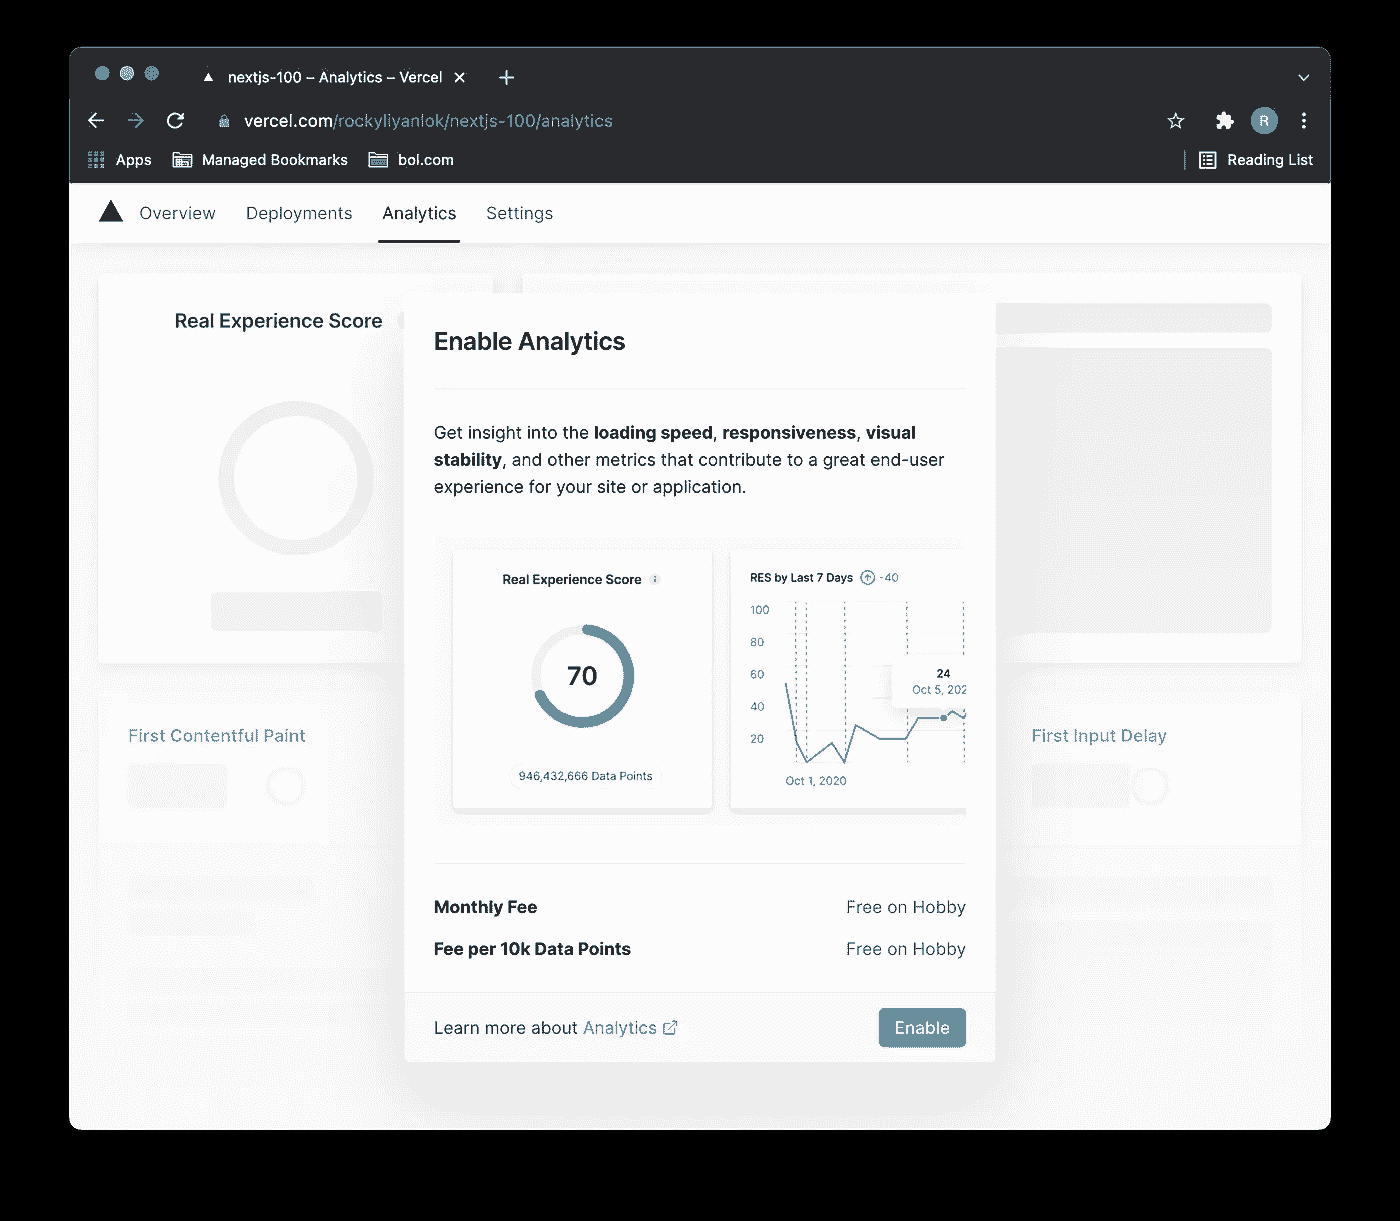 nextjs-100 – Analytics – Vercel
vercel.com/rockyliyanlok/nextjs-100/analytics
R
Apps Managed Bookmarks bol.com Reading List
Overview Deployments Analytics Settings
Real Experience Score
Enable Analytics
Get insight into the loading speed, responsiveness, visual
stability, and other metrics that contribute to a great end-user
experience for your site or application.
Real Experience Score
70
946,432,666 Data Points
RES by Last 7 Days -40
100
80
60
40
20
24
Oct 5, 202
Oct 1, 2020
First Contentful Paint
First Input Delay
Monthly Fee Free on Hobby
Fee per 10k Data Points Free on Hobby
Learn more about Analytics
Enable